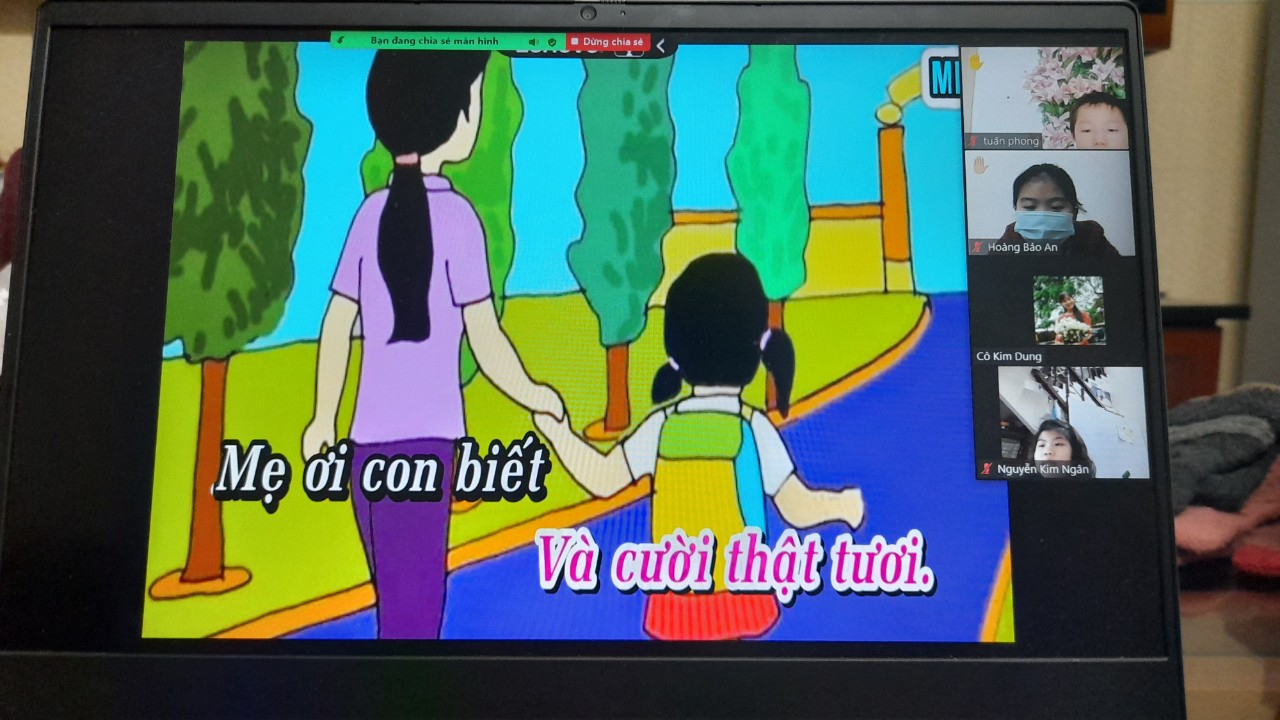 Bạn đang chia sẻ màn hình
Dừng chia sẻ
tuấn phong
Hoàng Bảo An
Cô Kim Dung
Nguyễn Kim Ngân
Mẹ ơi con biết
Và cười thật tươi.